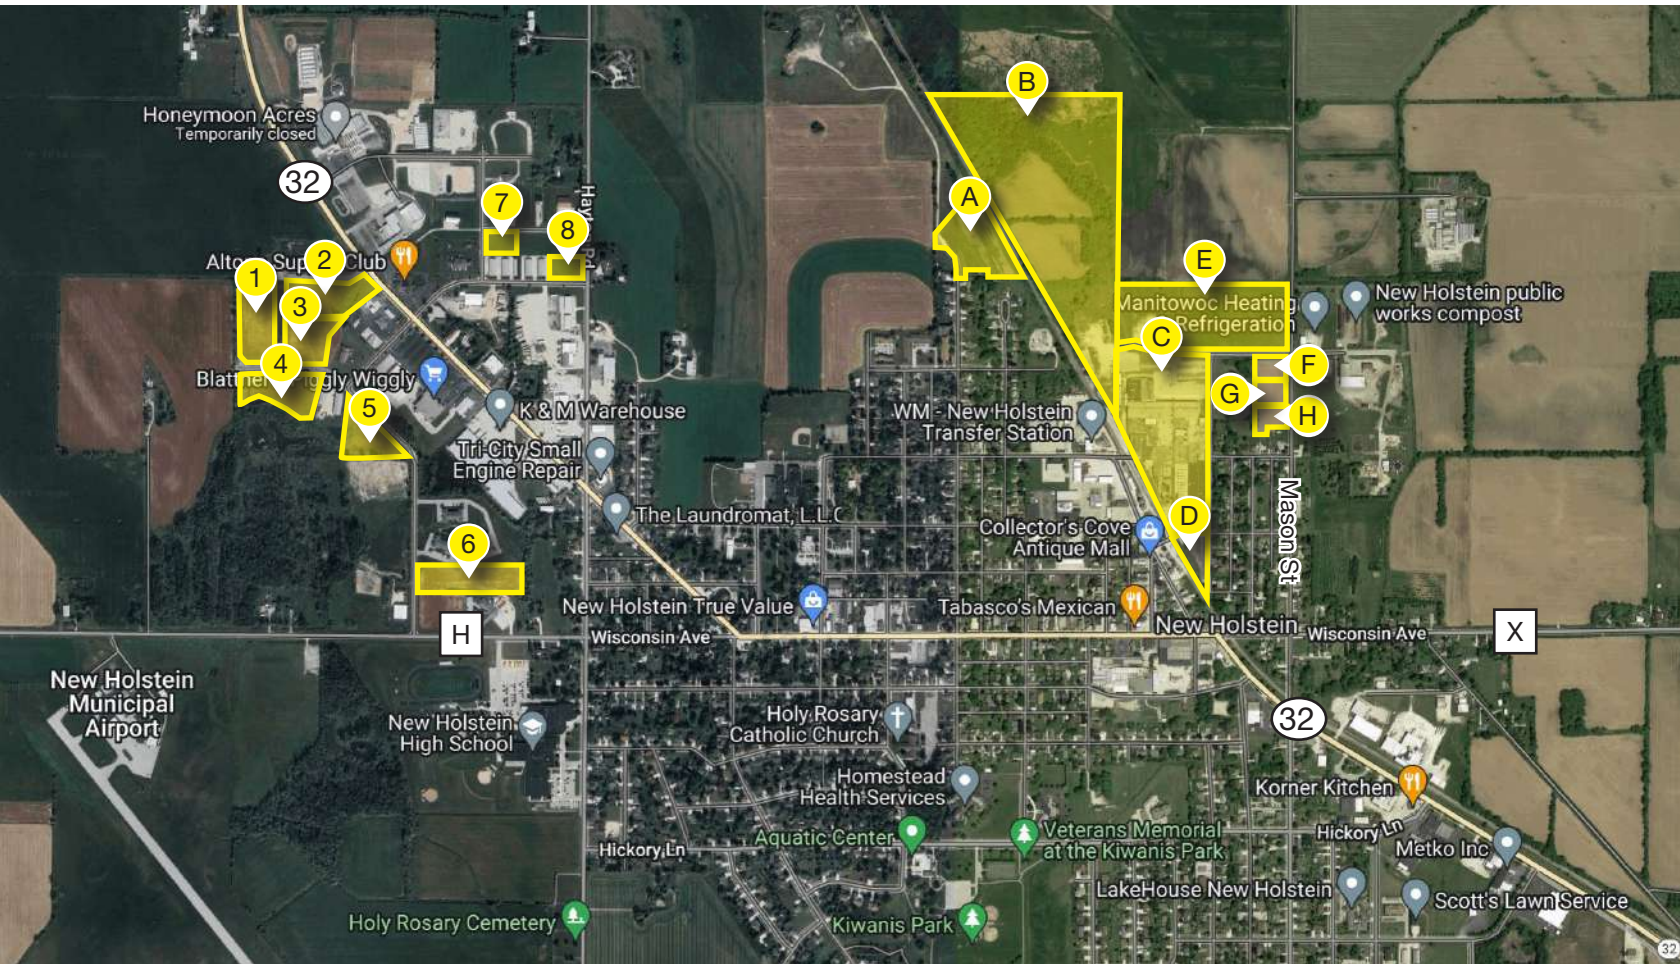 B
Honeymoon Acres
Temporarily closed
32
7
A
8
2
1
E
3
Manitowoc Heating
Refrigeration
New Holstein public
works compost
C
4
F
G
5
H
K & M Warehouse
WM - New Holstein
Transfer Station
Tri-City Small
Engine Repair
The Laundromat, L.L.C
Mason St
D
Collector's Cove
Antique Mall
6
New Holstein True Value
Tabasco's Mexican
H
Wisconsin Ave
New Holstein
Wisconsin Ave
X
New Holstein
Municipal
Airport
New Holstein
High School
Holy Rosary
Catholic Church
32
Homestead
Health Services
Korner Kitchen
Aquatic Center
Veterans Memorial
at the Kiwanis Park
Hickory Ln
Hickory Ln
Metko Inc
LakeHouse New Holstein
Scott's Lawn Service
Holy Rosary Cemetery
Kiwanis Park
32